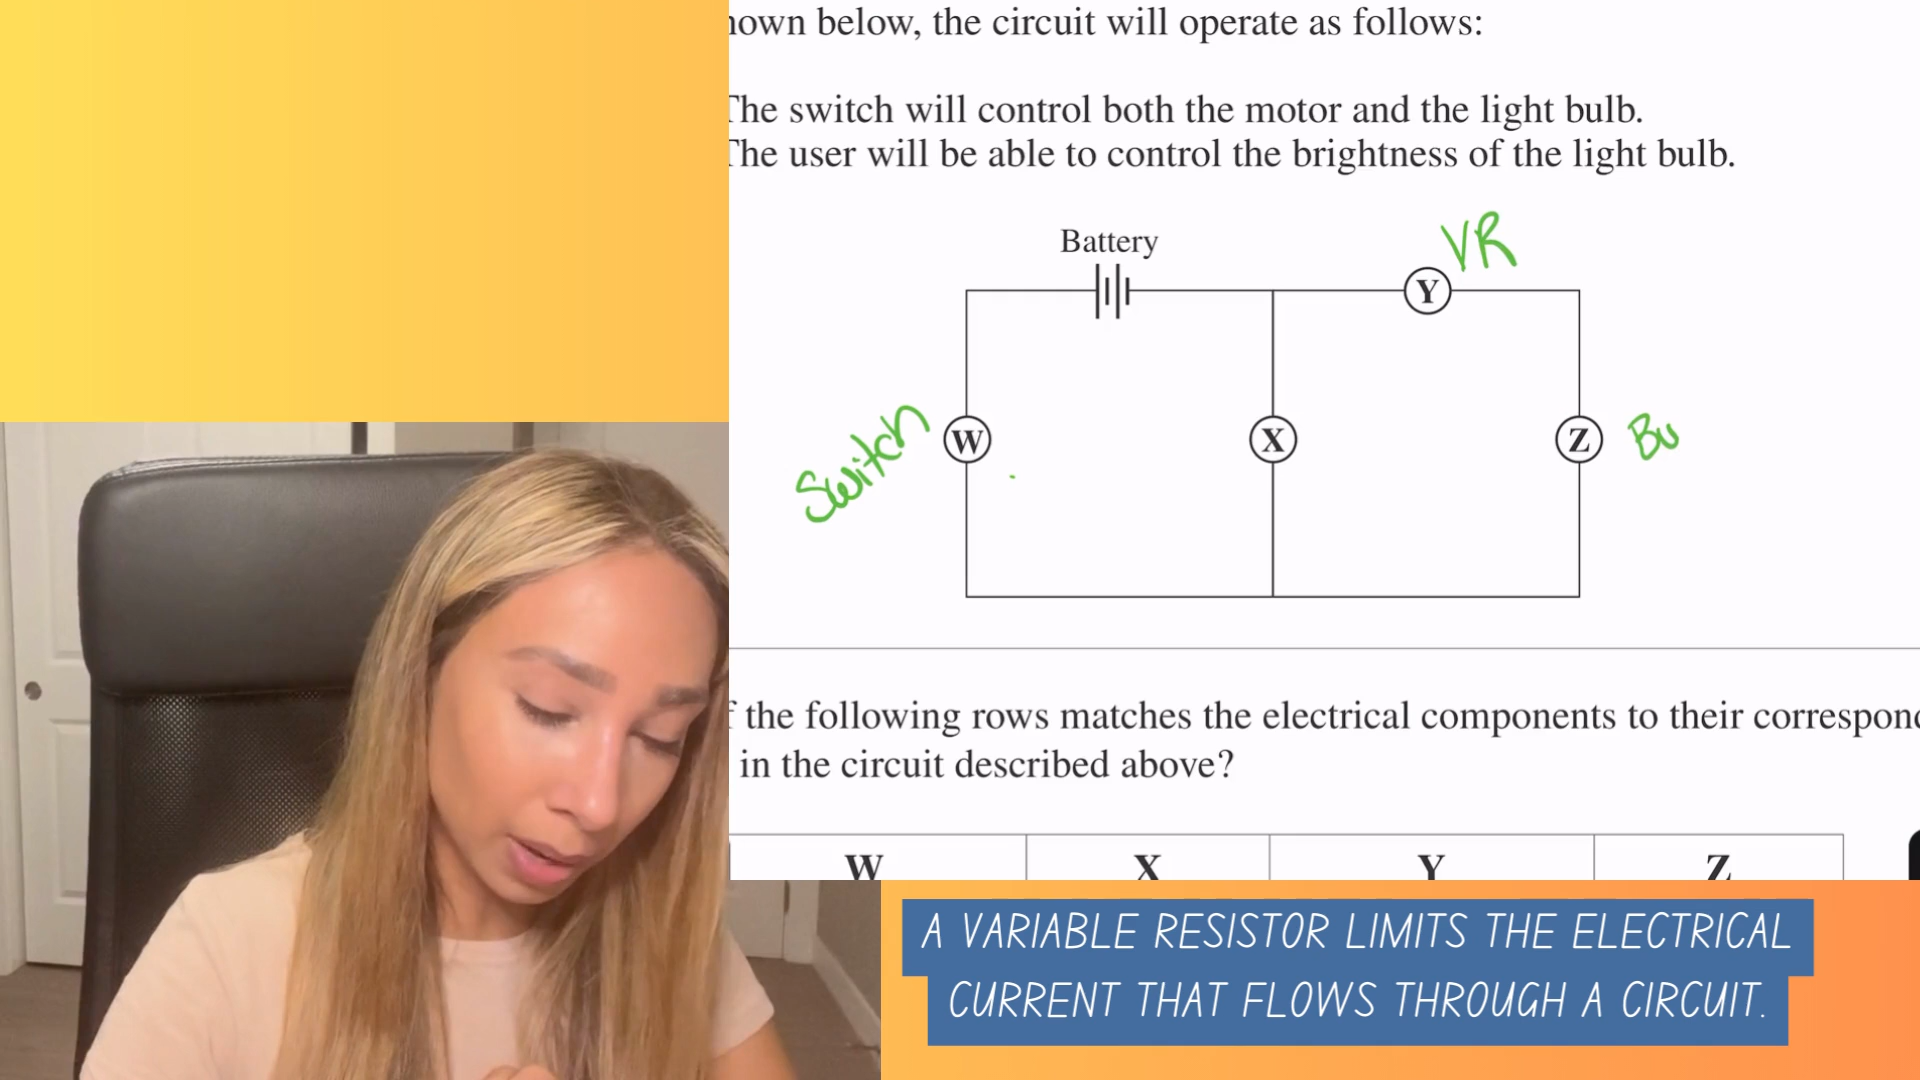 own below, the circuit will operate as follows:
The switch will control both the motor and the light bulb.
The user will be able to control the brightness of the light bulb.
Battery
VR
Y
Switch
W
X
Z
Bu
the following rows matches the electrical components to their correspon
in the circuit described above?
W X Y Z
A VARIABLE RESISTOR LIMITS THE ELECTRICAL
CURRENT THAT FLOWS THROUGH A CIRCUIT.